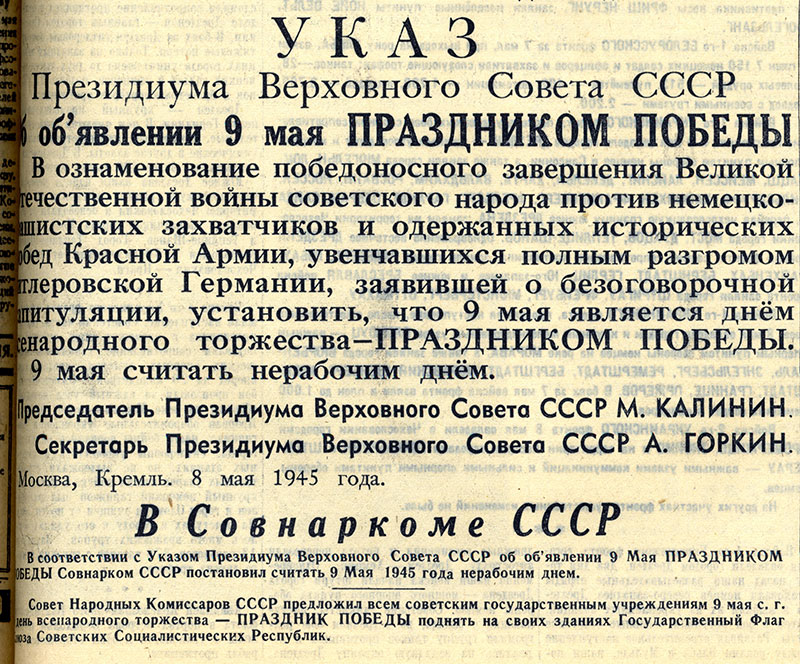 УКАЗ
Президиума Верховного Совета СССР
об об'явлении 9 мая ПРАЗДНИКОМ ПОБЕДЫ
В ознаменование победоносного завершения Великой
течественной войны советского народа против немецко-
ашистских захватчиков и одержанных исторических
обед Красной Армии, увенчавшихся полным разгромом
тлеровской Германии, заявившей о безоговорочной
апитуляции, установить, что 9 мая является днём
сенародного торжества—ПРАЗДНИКОМ ПОБЕДЫ.
9 мая считать нерабочим днём.
Председатель Президиума Верховного Совета СССР М. КАЛИНИН.
Секретарь Президиума Верховного Совета СССР А. ГОРКИН.
Москва, Кремль. 8 мая 1945 года.
В Совнаркоме СССР
В соответствии с Указом Президиума Верховного Совета СССР об об'явлении 9 Мая ПРАЗДНИКОМ
ОБЕДЫ Совнарком СССР постановил считать 9 Мая 1945 года нерабочим днем.
Совет Народных Комиссаров СССР предложил всем советским государственным учреждениям 9 мая с. г.
день всенародного торжества — ПРАЗДНИК ПОБЕДЫ поднять на своих зданиях Государственный Флаг
оюза Советских Социалистических Республик.